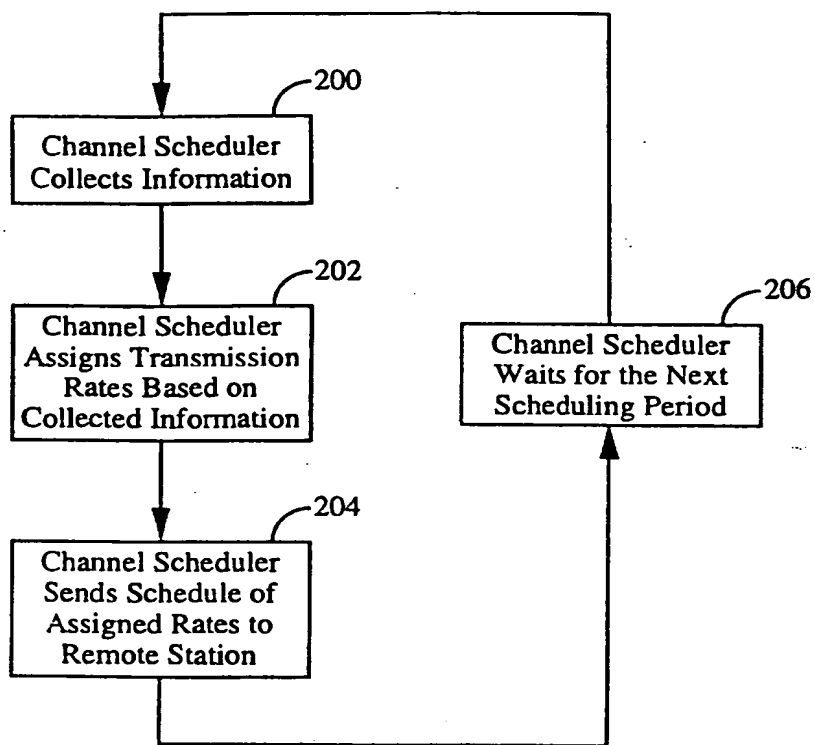 200
Channel Scheduler
Collects Information
202
Channel Scheduler
Assigns Transmission
Rates Based on
Collected Information
204
Channel Scheduler
Sends Schedule of
Assigned Rates to
Remote Station
206
Channel Scheduler
Waits for the Next
Scheduling Period